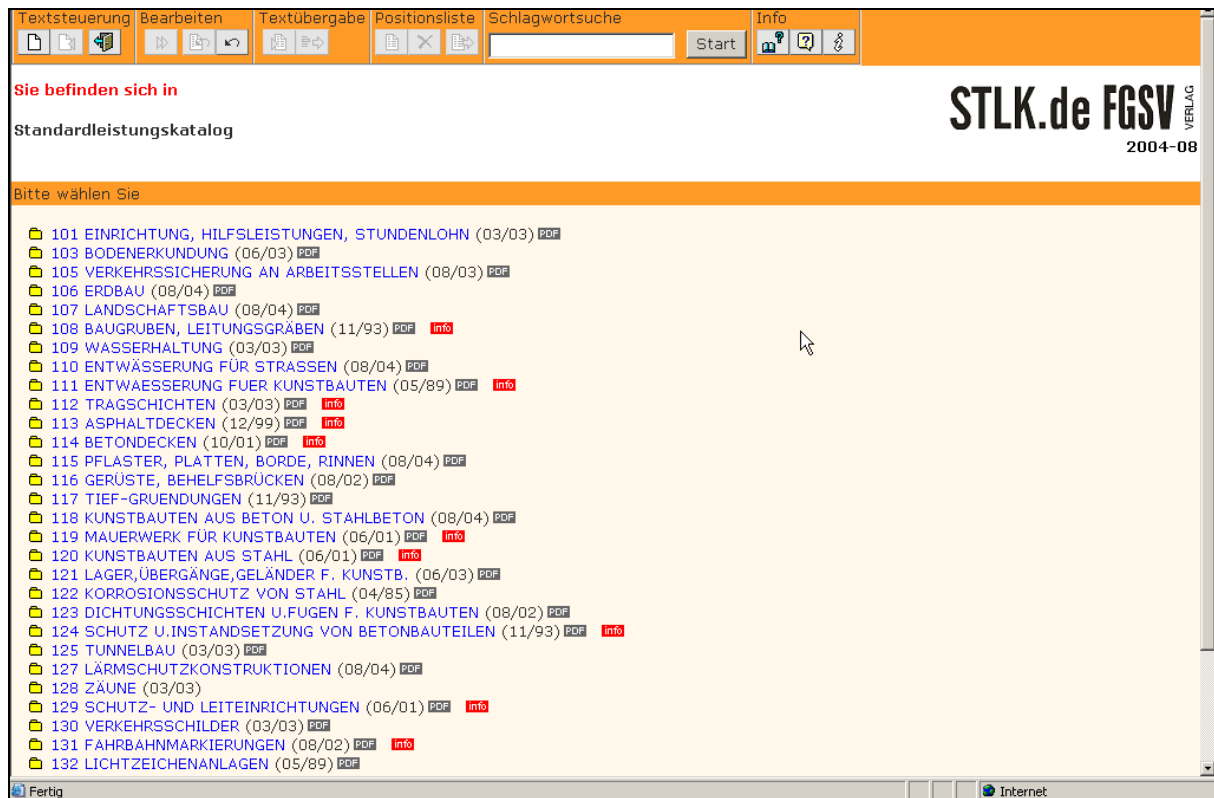 Textsteuerung Bearbeiten Textübergabe Positionsliste Schlagwortsuche Info
Start
Sie befinden sich in
STLK.de FGSV VERLAG
Standardleistungskatalog
2004-08
Bitte wählen Sie
101 EINRICHTUNG, HILFSLEISTUNGEN, STUNDENLOHN (03/03) PDF
103 BODENERKUNDUNG (06/03) PDF
105 VERKEHRSSICHERUNG AN ARBEITSSTELLEN (08/03) PDF
106 ERDBAU (08/04) PDF
107 LANDSCHAFTSBAU (08/04) PDF
108 BAUGRUBEN, LEITUNGSGRÄBEN (11/93) PDF info
109 WASSERHALTUNG (03/03) PDF
110 ENTWÄSSERUNG FÜR STRASSEN (08/04) PDF
111 ENTWAESSERUNG FUER KUNSTBAUTEN (05/89) PDF info
112 TRAGSCHICHTEN (03/03) PDF info
113 ASPHALTDECKEN (12/99) PDF info
114 BETONDECKEN (10/01) PDF info
115 PFLASTER, PLATTEN, BORDE, RINNEN (08/04) PDF
116 GERÜSTE, BEHELFSBRÜCKEN (08/02) PDF
117 TIEF-GRUENDUNGEN (11/93) PDF
118 KUNSTBAUTEN AUS BETON U. STAHLBETON (08/04) PDF
119 MAUERWERK FÜR KUNSTBAUTEN (06/01) PDF info
120 KUNSTBAUTEN AUS STAHL (06/01) PDF info
121 LAGER,ÜBERGÄNGE,GELÄNDER F. KUNSTB. (06/03) PDF
122 KORROSIONSSCHUTZ VON STAHL (04/85) PDF
123 DICHTUNGSSCHICHTEN U.FUGEN F. KUNSTBAUTEN (08/02) PDF
124 SCHUTZ U.INSTANDSETZUNG VON BETONBAUTEILEN (11/93) PDF info
125 TUNNELBAU (03/03) PDF
127 LÄRMSCHUTZKONSTRUKTIONEN (08/04) PDF
128 ZÄUNE (03/03)
129 SCHUTZ- UND LEITEINRICHTUNGEN (06/01) PDF info
130 VERKEHRSSCHILDER (03/03) PDF
131 FAHRBAHNMARKIERUNGEN (08/02) PDF info
132 LICHTZEICHENANLAGEN (05/89) PDF
Fertig Internet